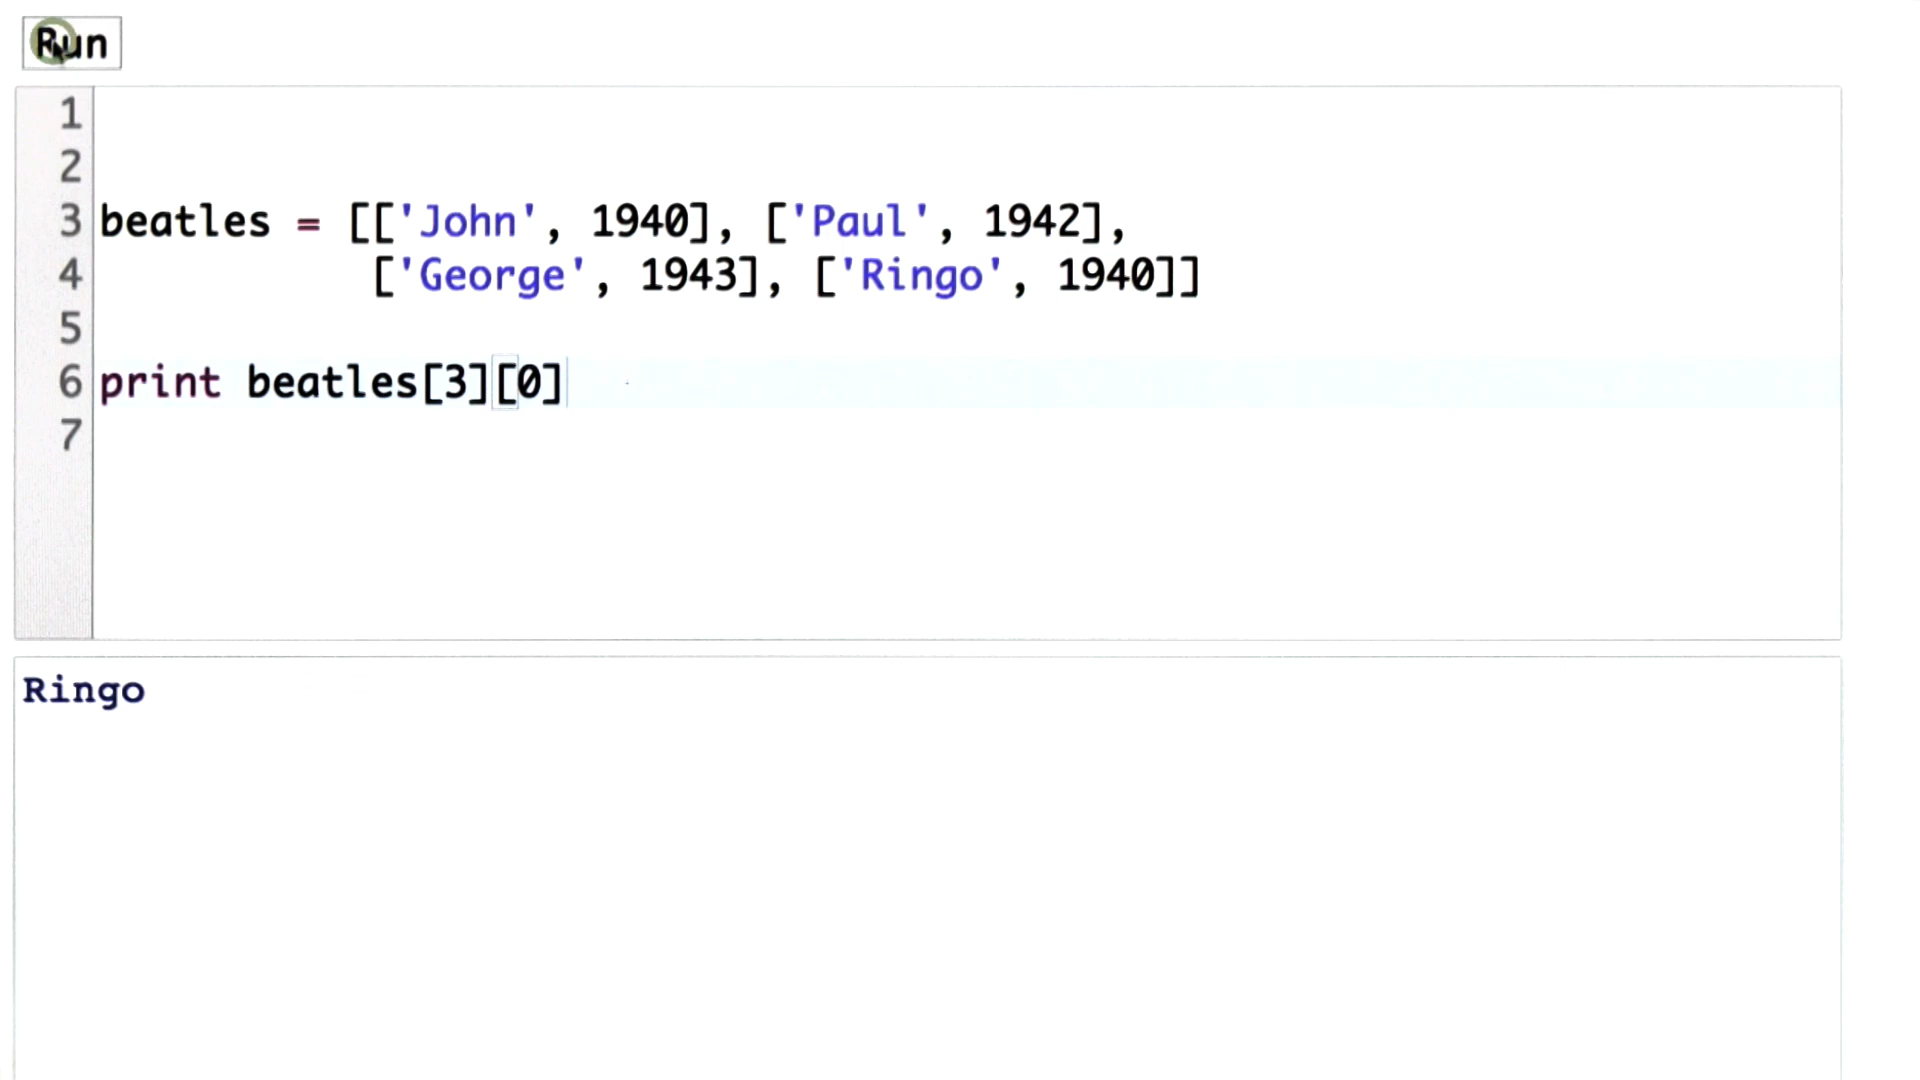 Run
1
2
3 beatles = [['John', 1940], ['Paul', 1942],
4 ['George', 1943], ['Ringo', 1940]]
5
6 print beatles[3][0]
7
Ringo